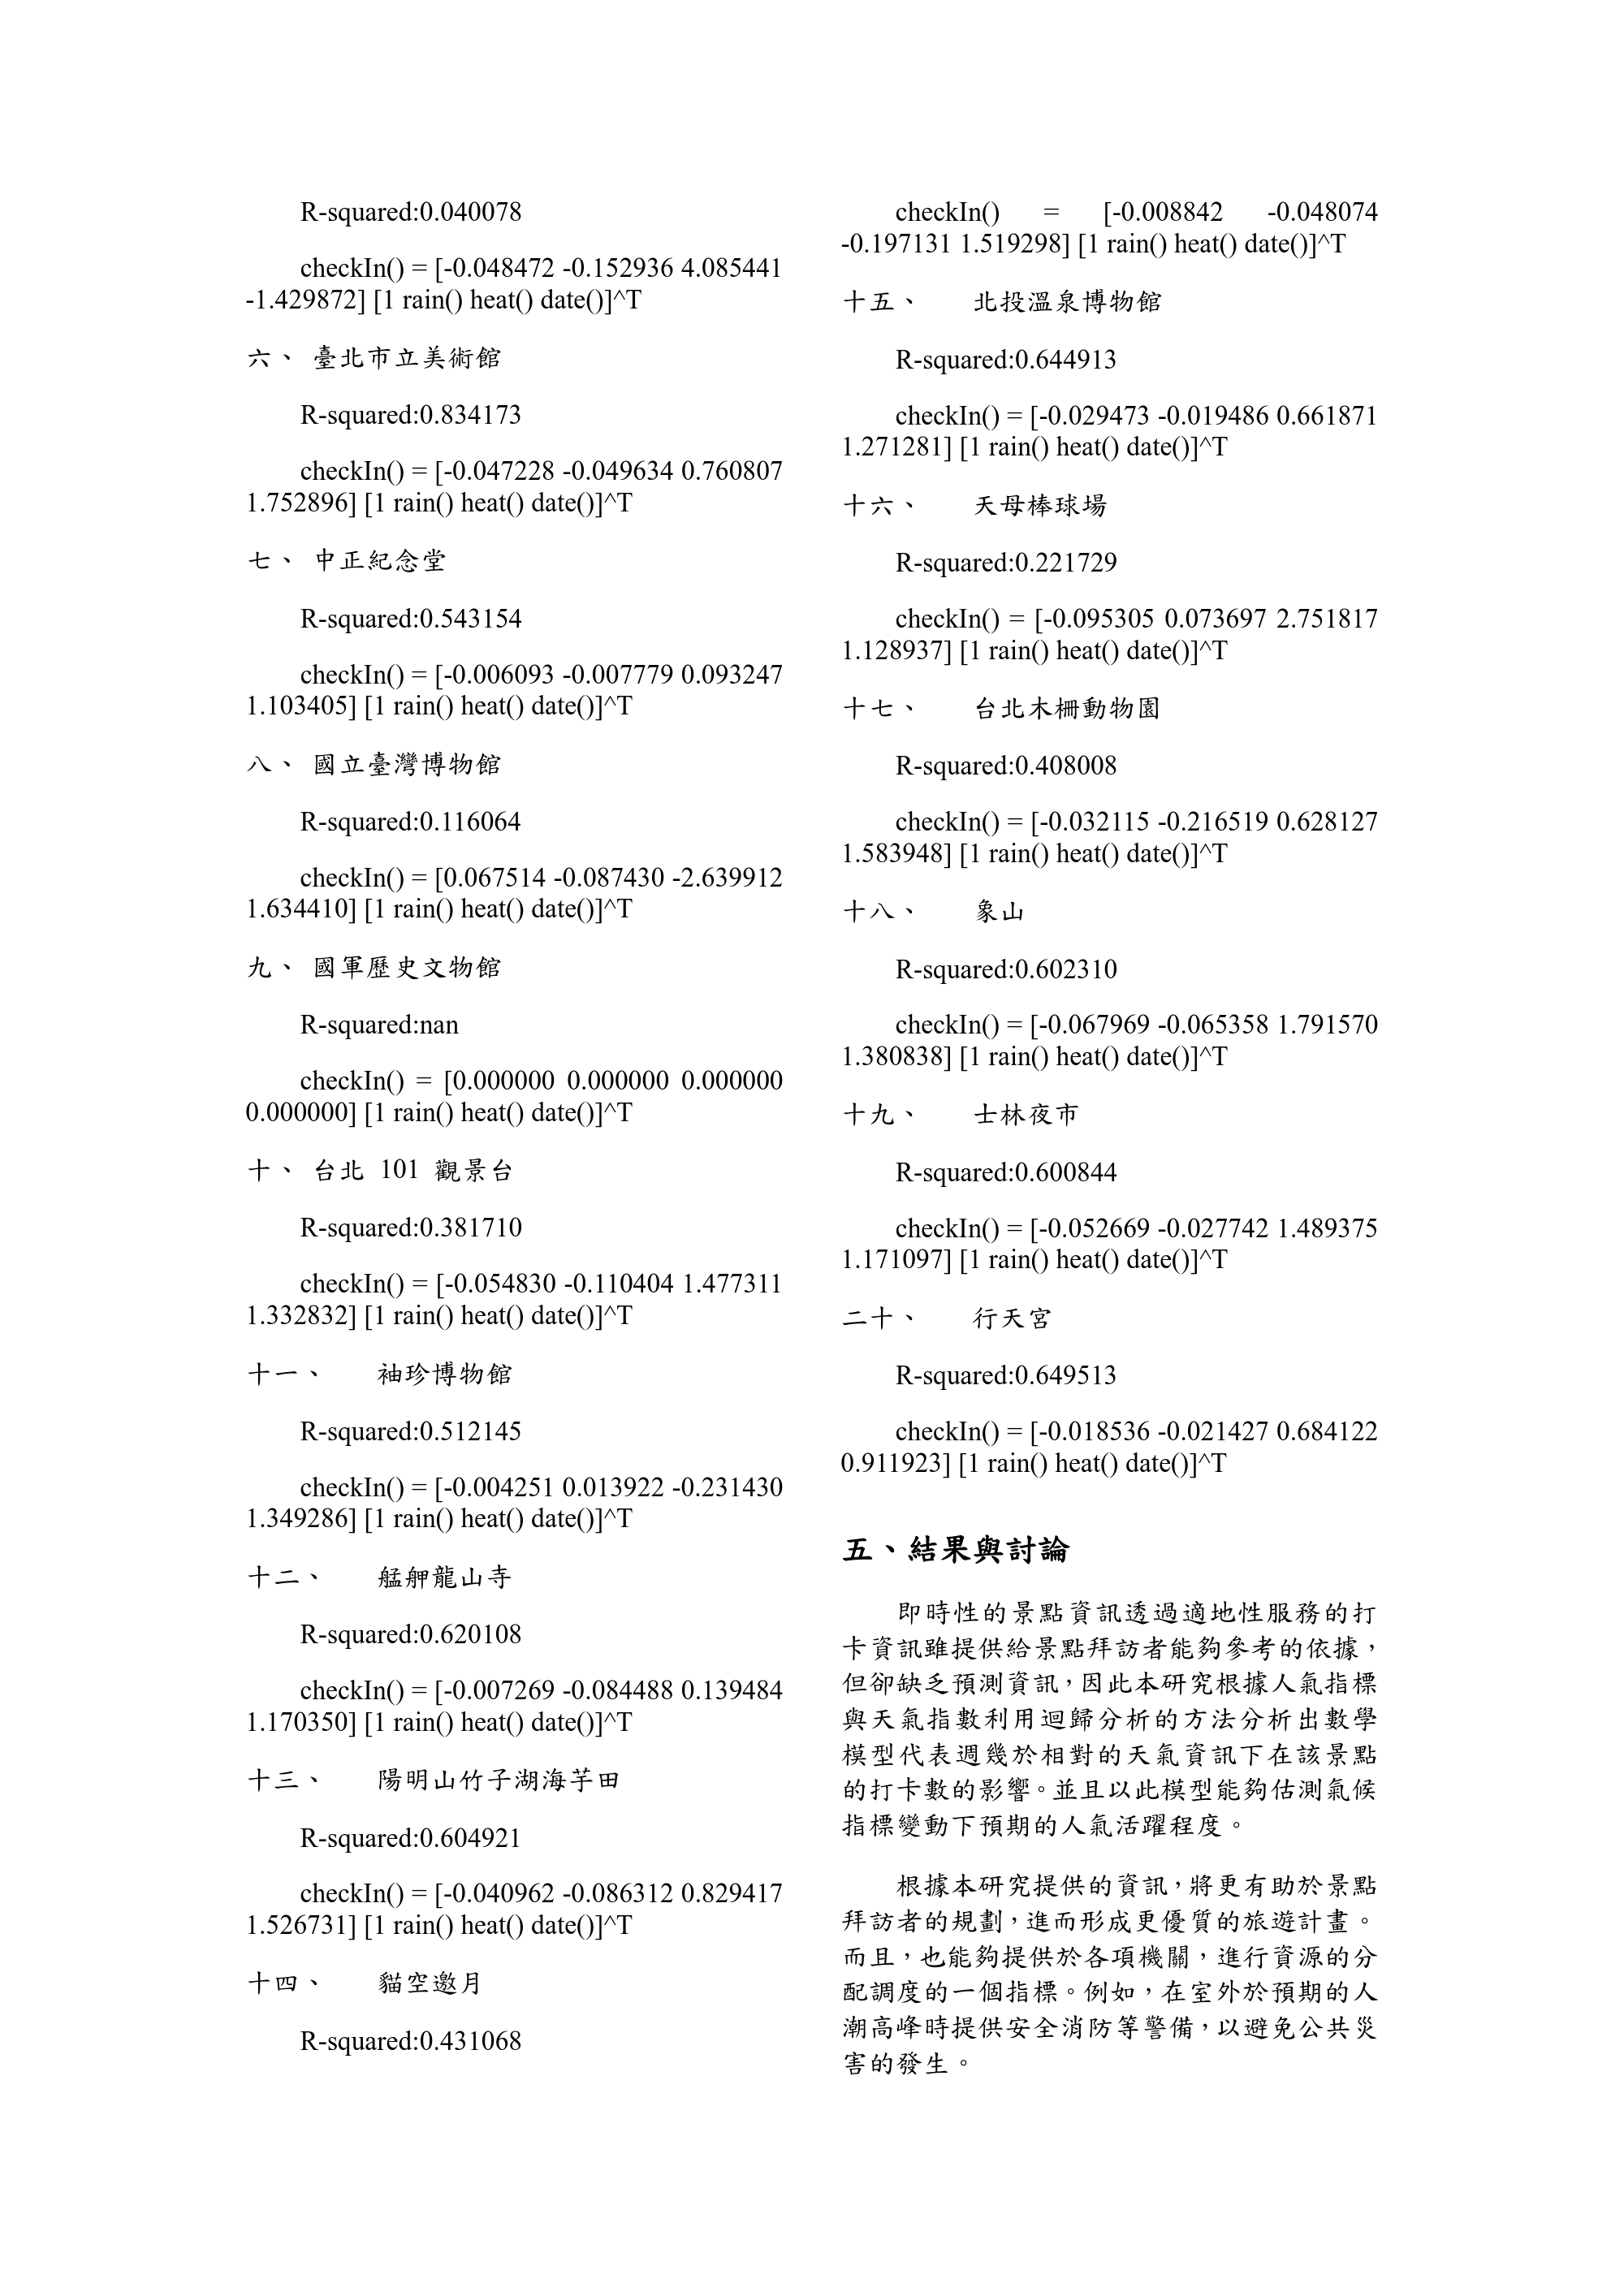 R-squared:0.040078
checkIn() = [-0.048472 -0.152936 4.085441
-1.429872] [1 rain() heat() date()]^T
六、 臺北市立美術館
R-squared:0.834173
checkIn() = [-0.047228 -0.049634 0.760807
1.752896] [1 rain() heat() date()]^T
七、 中正紀念堂
R-squared:0.543154
checkIn() = [-0.006093 -0.007779 0.093247
1.103405] [1 rain() heat() date()]^T
八、 國立臺灣博物館
R-squared:0.116064
checkIn() = [0.067514 -0.087430 -2.639912
1.634410] [1 rain() heat() date()]^T
九、 國軍歷史文物館
R-squared:nan
checkIn() = [0.000000 0.000000 0.000000
0.000000] [1 rain() heat() date()]^T
十、 台北 101 觀景台
R-squared:0.381710
checkIn() = [-0.054830 -0.110404 1.477311
1.332832] [1 rain() heat() date()]^T
十一、 袖珍博物館
R-squared:0.512145
checkIn() = [-0.004251 0.013922 -0.231430
1.349286] [1 rain() heat() date()]^T
十二、 艋舺龍山寺
R-squared:0.620108
checkIn() = [-0.007269 -0.084488 0.139484
1.170350] [1 rain() heat() date()]^T
十三、 陽明山竹子湖海芋田
R-squared:0.604921
checkIn() = [-0.040962 -0.086312 0.829417
1.526731] [1 rain() heat() date()]^T
十四、 貓空邀月
R-squared:0.431068
checkIn() = [-0.008842 -0.048074
-0.197131 1.519298] [1 rain() heat() date()]^T
十五、 北投溫泉博物館
R-squared:0.644913
checkIn() = [-0.029473 -0.019486 0.661871
1.271281] [1 rain() heat() date()]^T
十六、 天母棒球場
R-squared:0.221729
checkIn() = [-0.095305 0.073697 2.751817
1.128937] [1 rain() heat() date()]^T
十七、 台北木柵動物園
R-squared:0.408008
checkIn() = [-0.032115 -0.216519 0.628127
1.583948] [1 rain() heat() date()]^T
十八、 象山
R-squared:0.602310
checkIn() = [-0.067969 -0.065358 1.791570
1.380838] [1 rain() heat() date()]^T
十九、 士林夜市
R-squared:0.600844
checkIn() = [-0.052669 -0.027742 1.489375
1.171097] [1 rain() heat() date()]^T
二十、 行天宮
R-squared:0.649513
checkIn() = [-0.018536 -0.021427 0.684122
0.911923] [1 rain() heat() date()]^T
五、結果與討論
即時性的景點資訊透過適地性服務的打
卡資訊雖提供給景點拜訪者能夠參考的依據，
但卻缺乏預測資訊，因此本研究根據人氣指標
與天氣指數利用迴歸分析的方法分析出數學
模型代表週幾於相對的天氣資訊下在該景點
的打卡數的影響。並且以此模型能夠估測氣候
指標變動下預期的人氣活躍程度。
根據本研究提供的資訊，將更有助於景點
拜訪者的規劃，進而形成更優質的旅遊計畫。
而且，也能夠提供於各項機關，進行資源的分
配調度的一個指標。例如，在室外於預期的人
潮高峰時提供安全消防等警備，以避免公共災
害的發生。